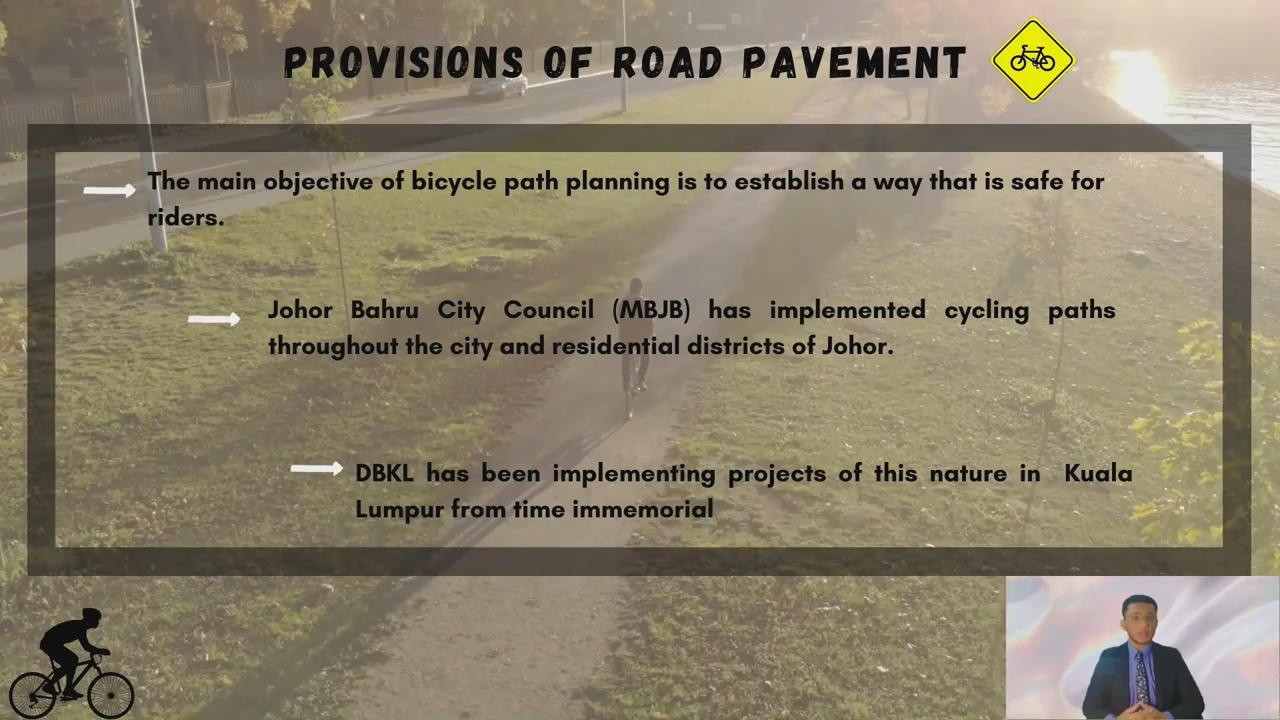 PROVISIONS OF ROAD PAVEMENT
The main objective of bicycle path planning is to establish a way that is safe for
riders.
Johor Bahru City Council (MBJB) has implemented cycling paths
throughout the city and residential districts of Johor.
DBKL has been implementing projects of this nature in Kuala
Lumpur from time immemorial